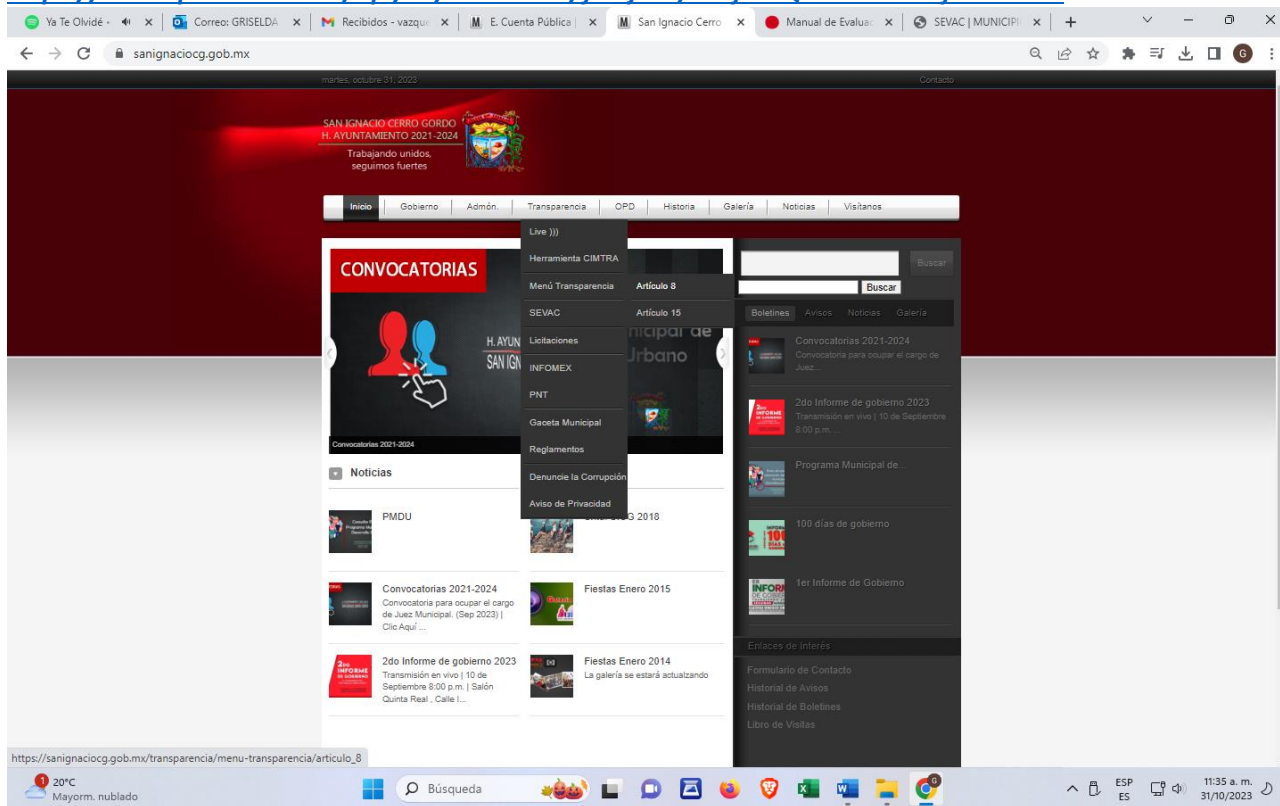 Ya Te Olvidé -
Correo: GRISELDA
Recibidos - vazque
E. Cuenta Pública |
San Ignacio Cerro
Manual de Evaluac
SEVAC | MUNICIPI
sanignaciocg.gob.mx
G
martes, octubre 31, 2023
Contacto
SAN IGNACIO CERRO GORDO
H. AYUNTAMIENTO 2021-2024
Trabajando unidos,
seguimos fuertes
Inicio
Gobierno
Admón.
Transparencia
OPD
Historia
Galería
Noticias
Visítanos
Live )))
Herramienta CIMTRA
Menú Transparencia
SEVAC
Licitaciones
INFOMEX
PNT
Gaceta Municipal
Reglamentos
Denuncie la Corrupción
Aviso de Privacidad
Artículo 8
Artículo 15
CONVOCATORIAS
H. AYUN
SAN IGN
nicipal de
Urbano
Convocatorias 2021-2024
Buscar
Buscar
Boletines
Avisos
Noticias
Galería
Convocatorias 2021-2024
Convocatoria para ocupar el cargo de
Juez...
2do Informe de gobierno 2023
Transmisión en vivo | 10 de Septiembre
8:00 p.m....
Programa Municipal de...
100 días de gobierno
1er Informe de Gobierno
Noticias
PMDU
G 2018
Convocatorias 2021-2024
Convocatoria para ocupar el cargo
de Juez Municipal. (Sep 2023) |
Clic Aquí ...
Fiestas Enero 2015
2do Informe de gobierno 2023
Transmisión en vivo | 10 de
Septiembre 8:00 p.m. | Salón
Quinta Real , Calle I...
Fiestas Enero 2014
La galería se estará actualzando
Enlaces de Interés
Formulario de Contacto
Historial de Avisos
Historial de Boletines
Libro de Visitas
https://sanignaciocg.gob.mx/transparencia/menu-transparencia/articulo_8
20°C
Mayorm. nublado
Búsqueda
ESP
ES
11:35 a. m.
31/10/2023